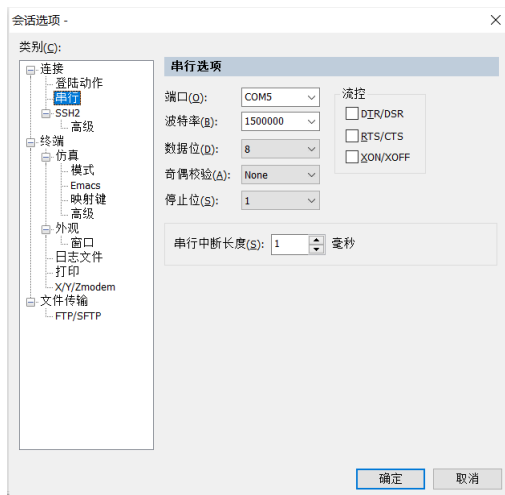 会话选项 -
类别(C):
连接
登陆动作
串行
SSH2
高级
终端
仿真
模式
Emacs
映射键
高级
外观
窗口
日志文件
打印
X/Y/Zmodem
文件传输
FTP/SFTP
串行选项
端口(O): COM5
波特率(B): 1500000
数据位(D): 8
奇偶校验(A): None
停止位(S): 1
流控
DTR/DSR
RTS/CTS
XON/XOFF
串行中断长度(S): 1 毫秒
确定 取消